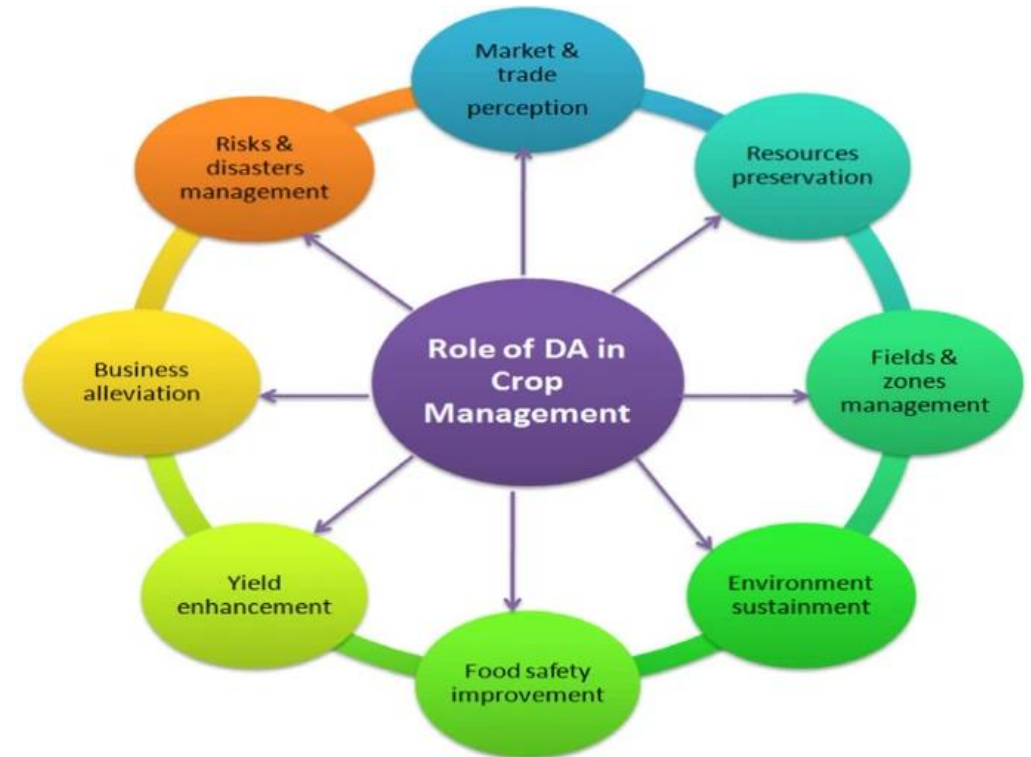 Market &
trade
perception
Resources
preservation
Fields &
zones
management
Environment
sustainment
Food safety
improvement
Yield
enhancement
Business
alleviation
Risks &
disasters
management
Role of DA in
Crop
Management